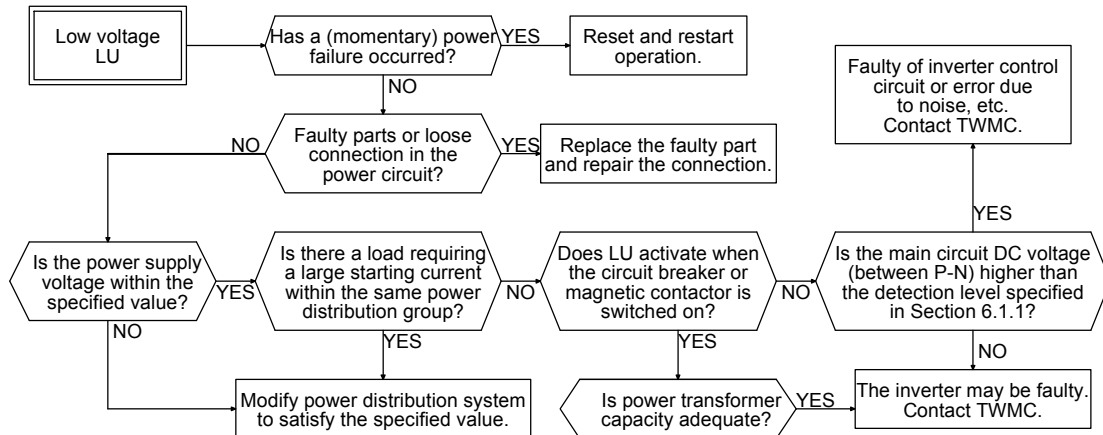 Low voltage
LU
Has a (momentary) power
failure occurred?
YES
Reset and restart
operation.
NO
Faulty parts or loose
connection in the
power circuit?
YES
Replace the faulty part
and repair the connection.
NO
Is the power supply
voltage within the
specified value?
YES
NO
Is there a load requiring
a large starting current
within the same power
distribution group?
NO
YES
Modify power distribution system
to satisfy the specified value.
Does LU activate when
the circuit breaker or
magnetic contactor is
switched on?
NO
YES
Is power transformer
capacity adequate?
YES
Is the main circuit DC voltage
(between P-N) higher than
the detection level specified
in Section 6.1.1?
YES
Faulty of inverter control
circuit or error due
to noise, etc.
Contact TWMC.
NO
The inverter may be faulty.
Contact TWMC.